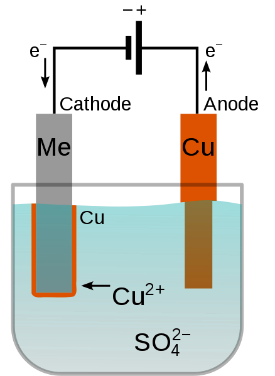 − +
e⁻ e⁻
Cathode Anode
Me Cu
Cu
Cu²⁺
SO₄²⁻